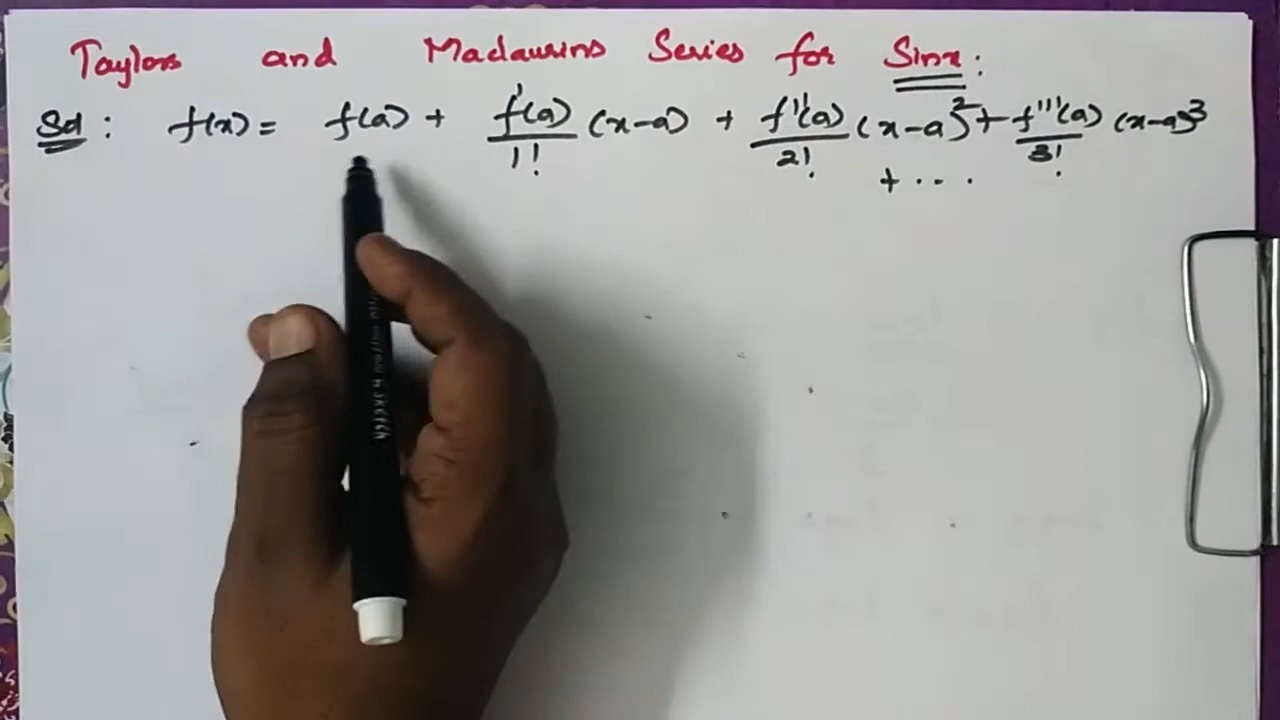 Taylors and Maclaurins Series for Sinx:
Sol: f(x) = f(a) + f'(a)/1! (x-a) + f''(a)/2! (x-a)² + f'''(a)/3! (x-a)³
+ ...